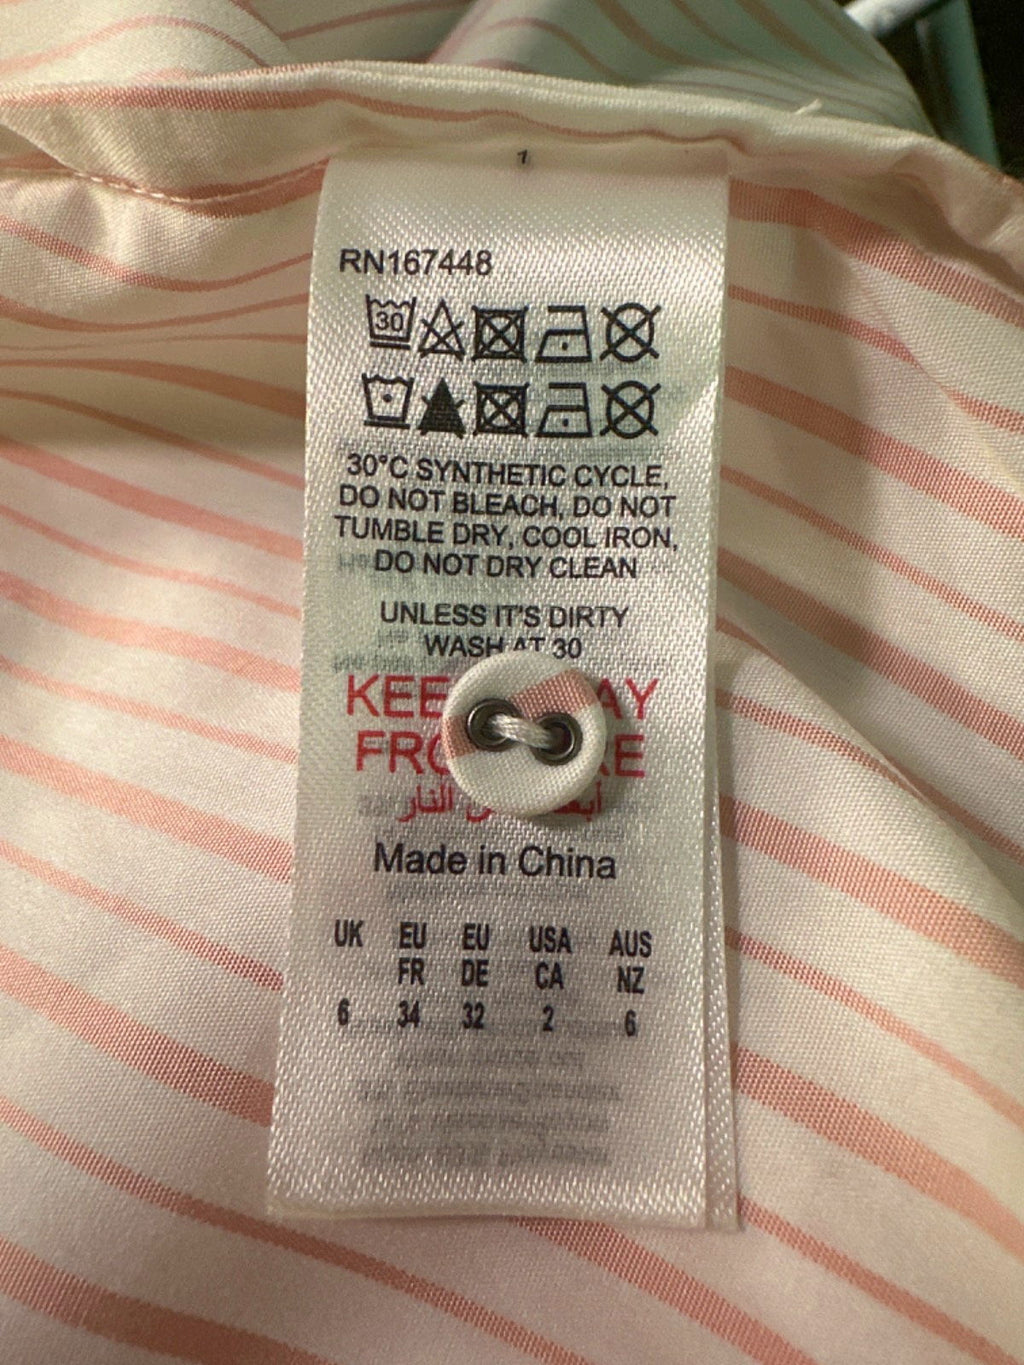 1
RN167448
30
30°C SYNTHETIC CYCLE,
DO NOT BLEACH, DO NOT
TUMBLE DRY, COOL IRON,
DO NOT DRY CLEAN
UNLESS IT'S DIRTY
WASH AT 30
النار
Made in China
UK EU EU USA AUS
FR DE CA NZ
6 34 32 2 6